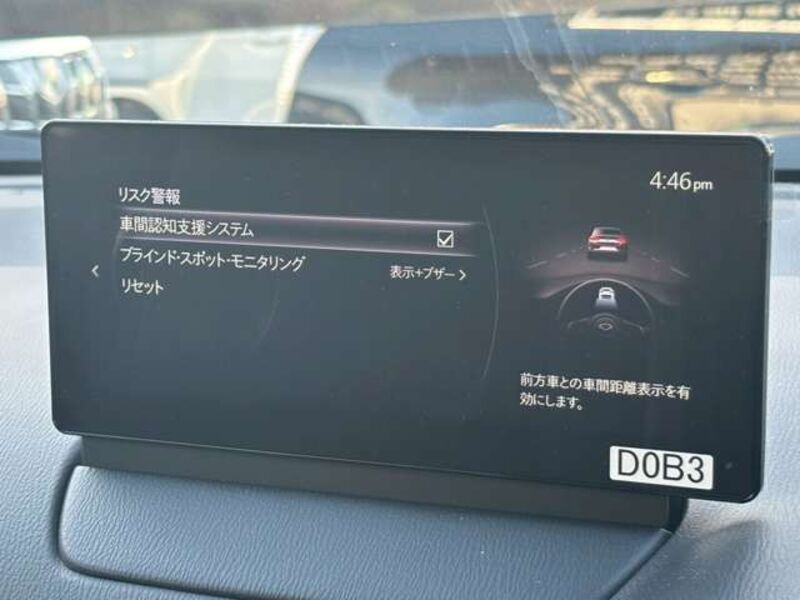 4:46pm
リスク警報
車間認知支援システム
ブラインド・スポット・モニタリング 表示+ブザー
リセット
前方車との車間距離表示を有
効にします。
D0B3